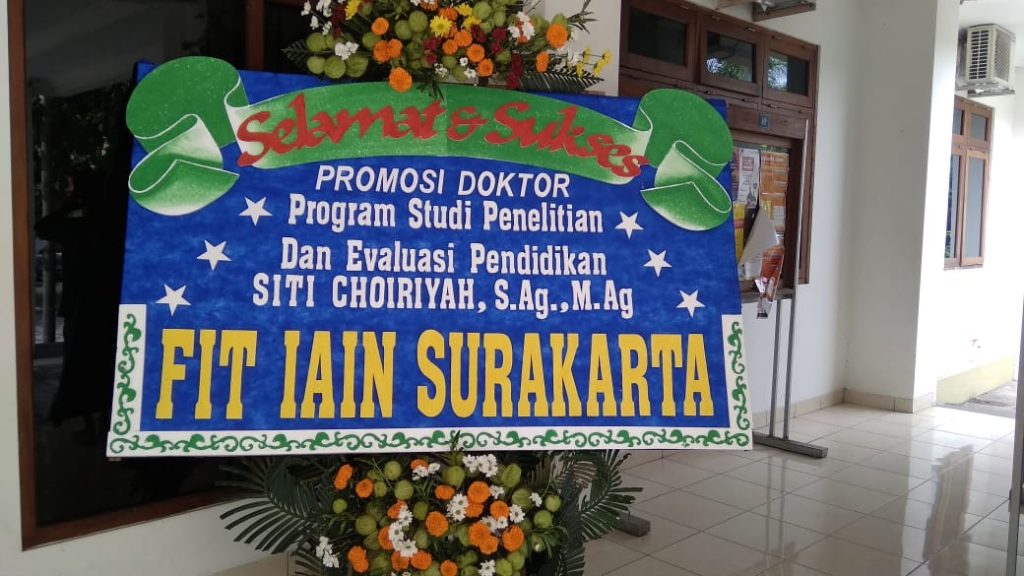 Selamat & Sukses
PROMOSI DOKTOR
Program Studi Penelitian
Dan Evaluasi Pendidikan
SITI CHOIRIYAH, S.Ag., M.Ag
FIT IAIN SURAKARTA